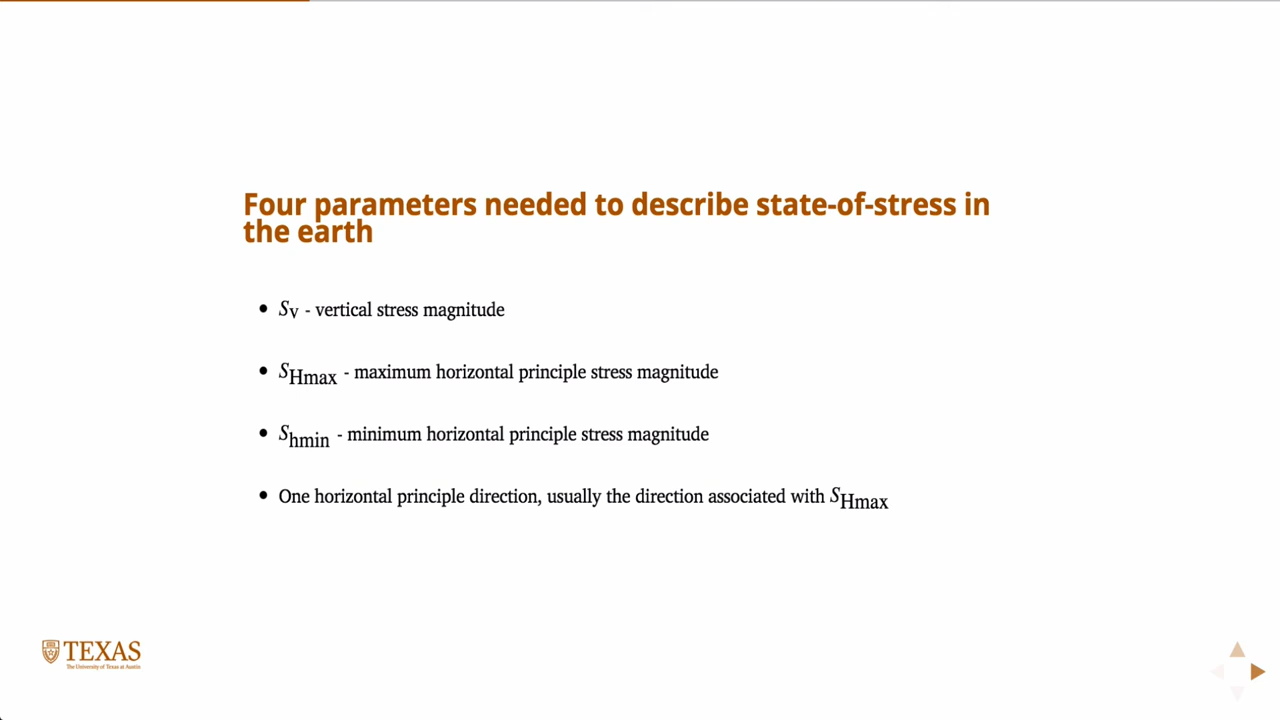 Four parameters needed to describe state-of-stress in
the earth
• Sv - vertical stress magnitude
• SHmax - maximum horizontal principle stress magnitude
• Shmin - minimum horizontal principle stress magnitude
• One horizontal principle direction, usually the direction associated with SHmax
TEXAS
The University of Texas at Austin